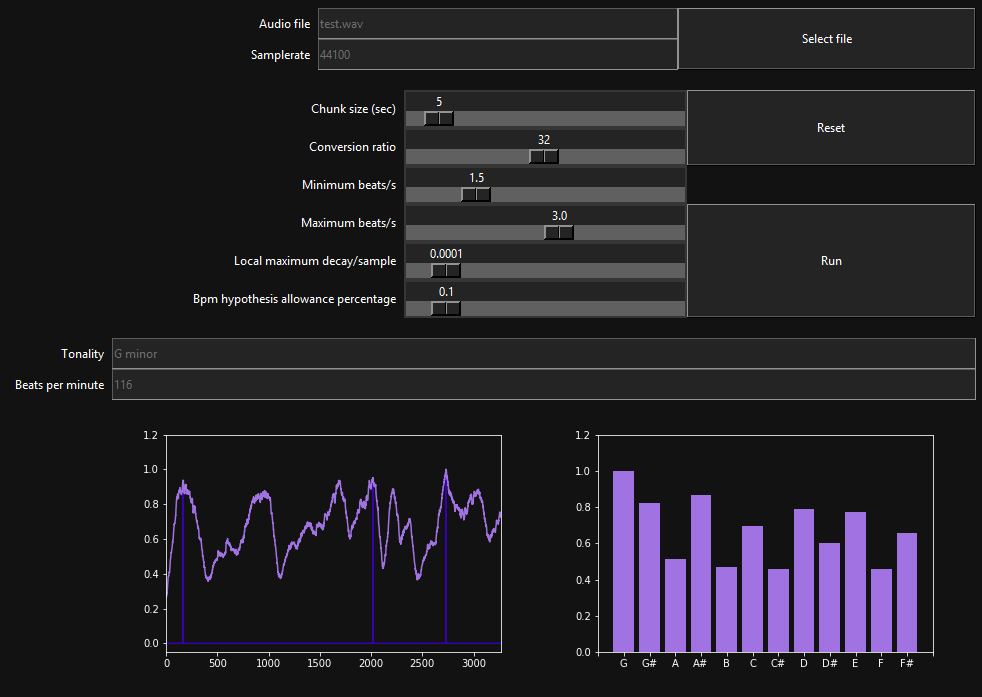 Audio file test.wav
Samplerate 44100
Select file
Chunk size (sec) 5
Conversion ratio 32
Minimum beats/s 1.5
Maximum beats/s 3.0
Local maximum decay/sample 0.0001
Bpm hypothesis allowance percentage 0.1
Reset
Run
Tonality G minor
Beats per minute 116
1.2
1.0
0.8
0.6
0.4
0.2
0.0
0 500 1000 1500 2000 2500 3000
1.2
1.0
0.8
0.6
0.4
0.2
0.0
G G# A A# B C C# D D# E F F#